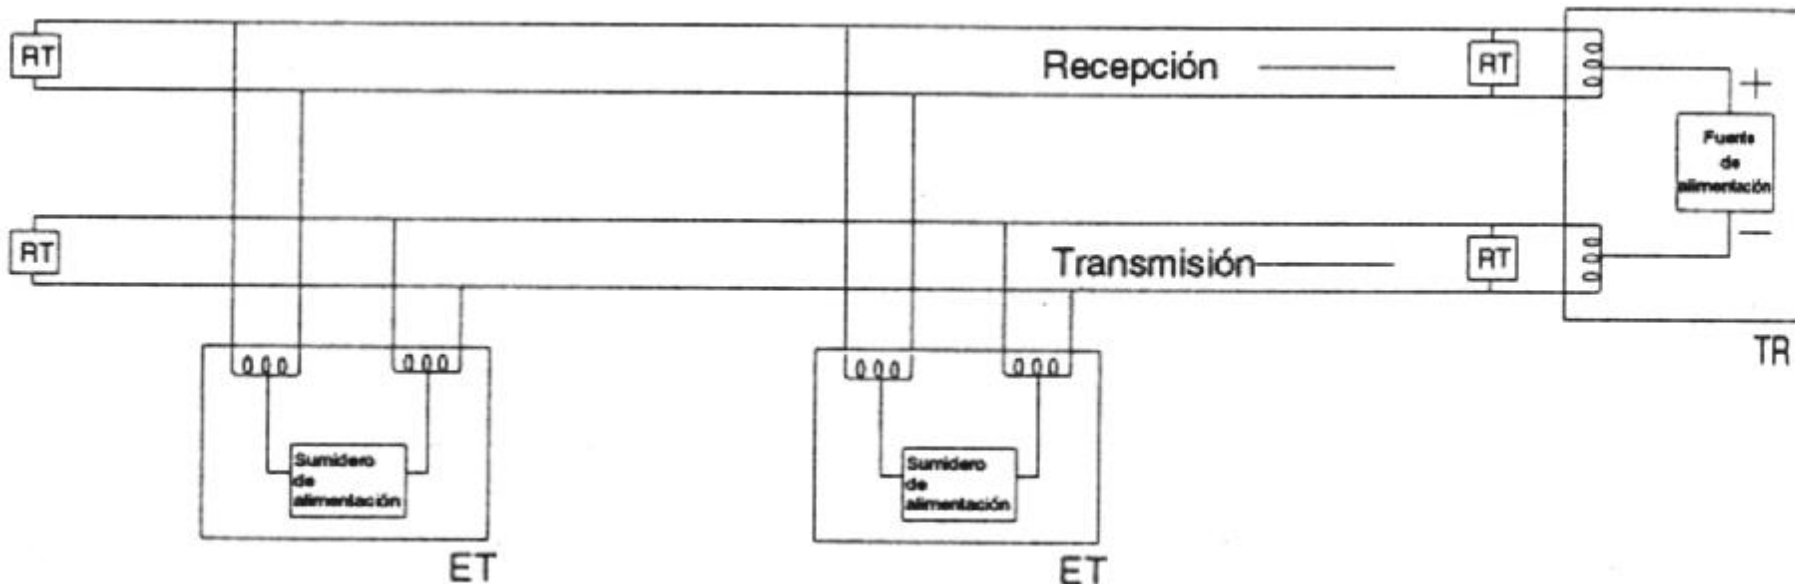 RT
Recepción
RT
+
Fuente
de
alimentación
RT
Transmisión
RT
—
TR
Sumidero
de
alimentación
ET
Sumidero
de
alimentación
ET